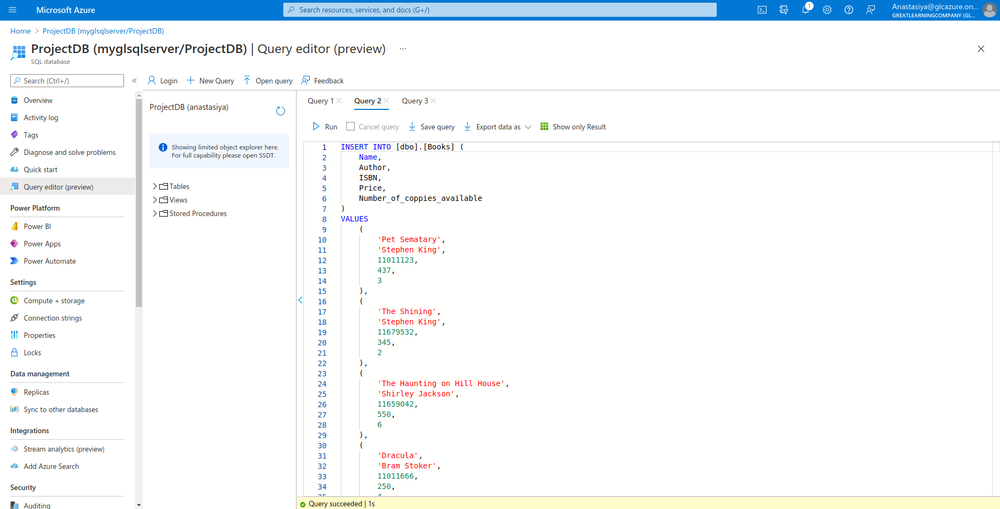 Microsoft Azure
Search resources, services, and docs (G+/)
1
Anastasiya@glcazure.on...
GREATLEARNINGCOMPANY (GL...
Home > ProjectDB (myglsqlserver/ProjectDB)
ProjectDB (myglsqlserver/ProjectDB) | Query editor (preview) ...
SQL database
Search (Ctrl+/)
«
Overview
Activity log
Tags
Diagnose and solve problems
Quick start
Query editor (preview)
Power Platform
Power BI
Power Apps
Power Automate
Settings
Compute + storage
Connection strings
Properties
Locks
Data management
Replicas
Sync to other databases
Integrations
Stream analytics (preview)
Add Azure Search
Security
Auditing
Login New Query Open query Feedback
ProjectDB (anastasiya)
Showing limited object explorer here.
For full capability please open SSDT.
Tables
Views
Stored Procedures
Query 1 Query 2 Query 3
Run Cancel query Save query Export data as Show only Result
1 INSERT INTO [dbo].[Books] (
2 Name,
3 Author,
4 ISBN,
5 Price,
6 Number_of_coppies_available
7 )
8 VALUES
9 (
10 'Pet Sematary',
11 'Stephen King',
12 11011123,
13 437,
14 3
15 ),
16 (
17 'The Shining',
18 'Stephen King',
19 11679532,
20 345,
21 2
22 ),
23 (
24 'The Haunting on Hill House',
25 'Shirley Jackson',
26 11659042,
27 550,
28 6
29 ),
30 (
31 'Dracula',
32 'Bram Stoker',
33 11011666,
34 250,
Query succeeded | 1s